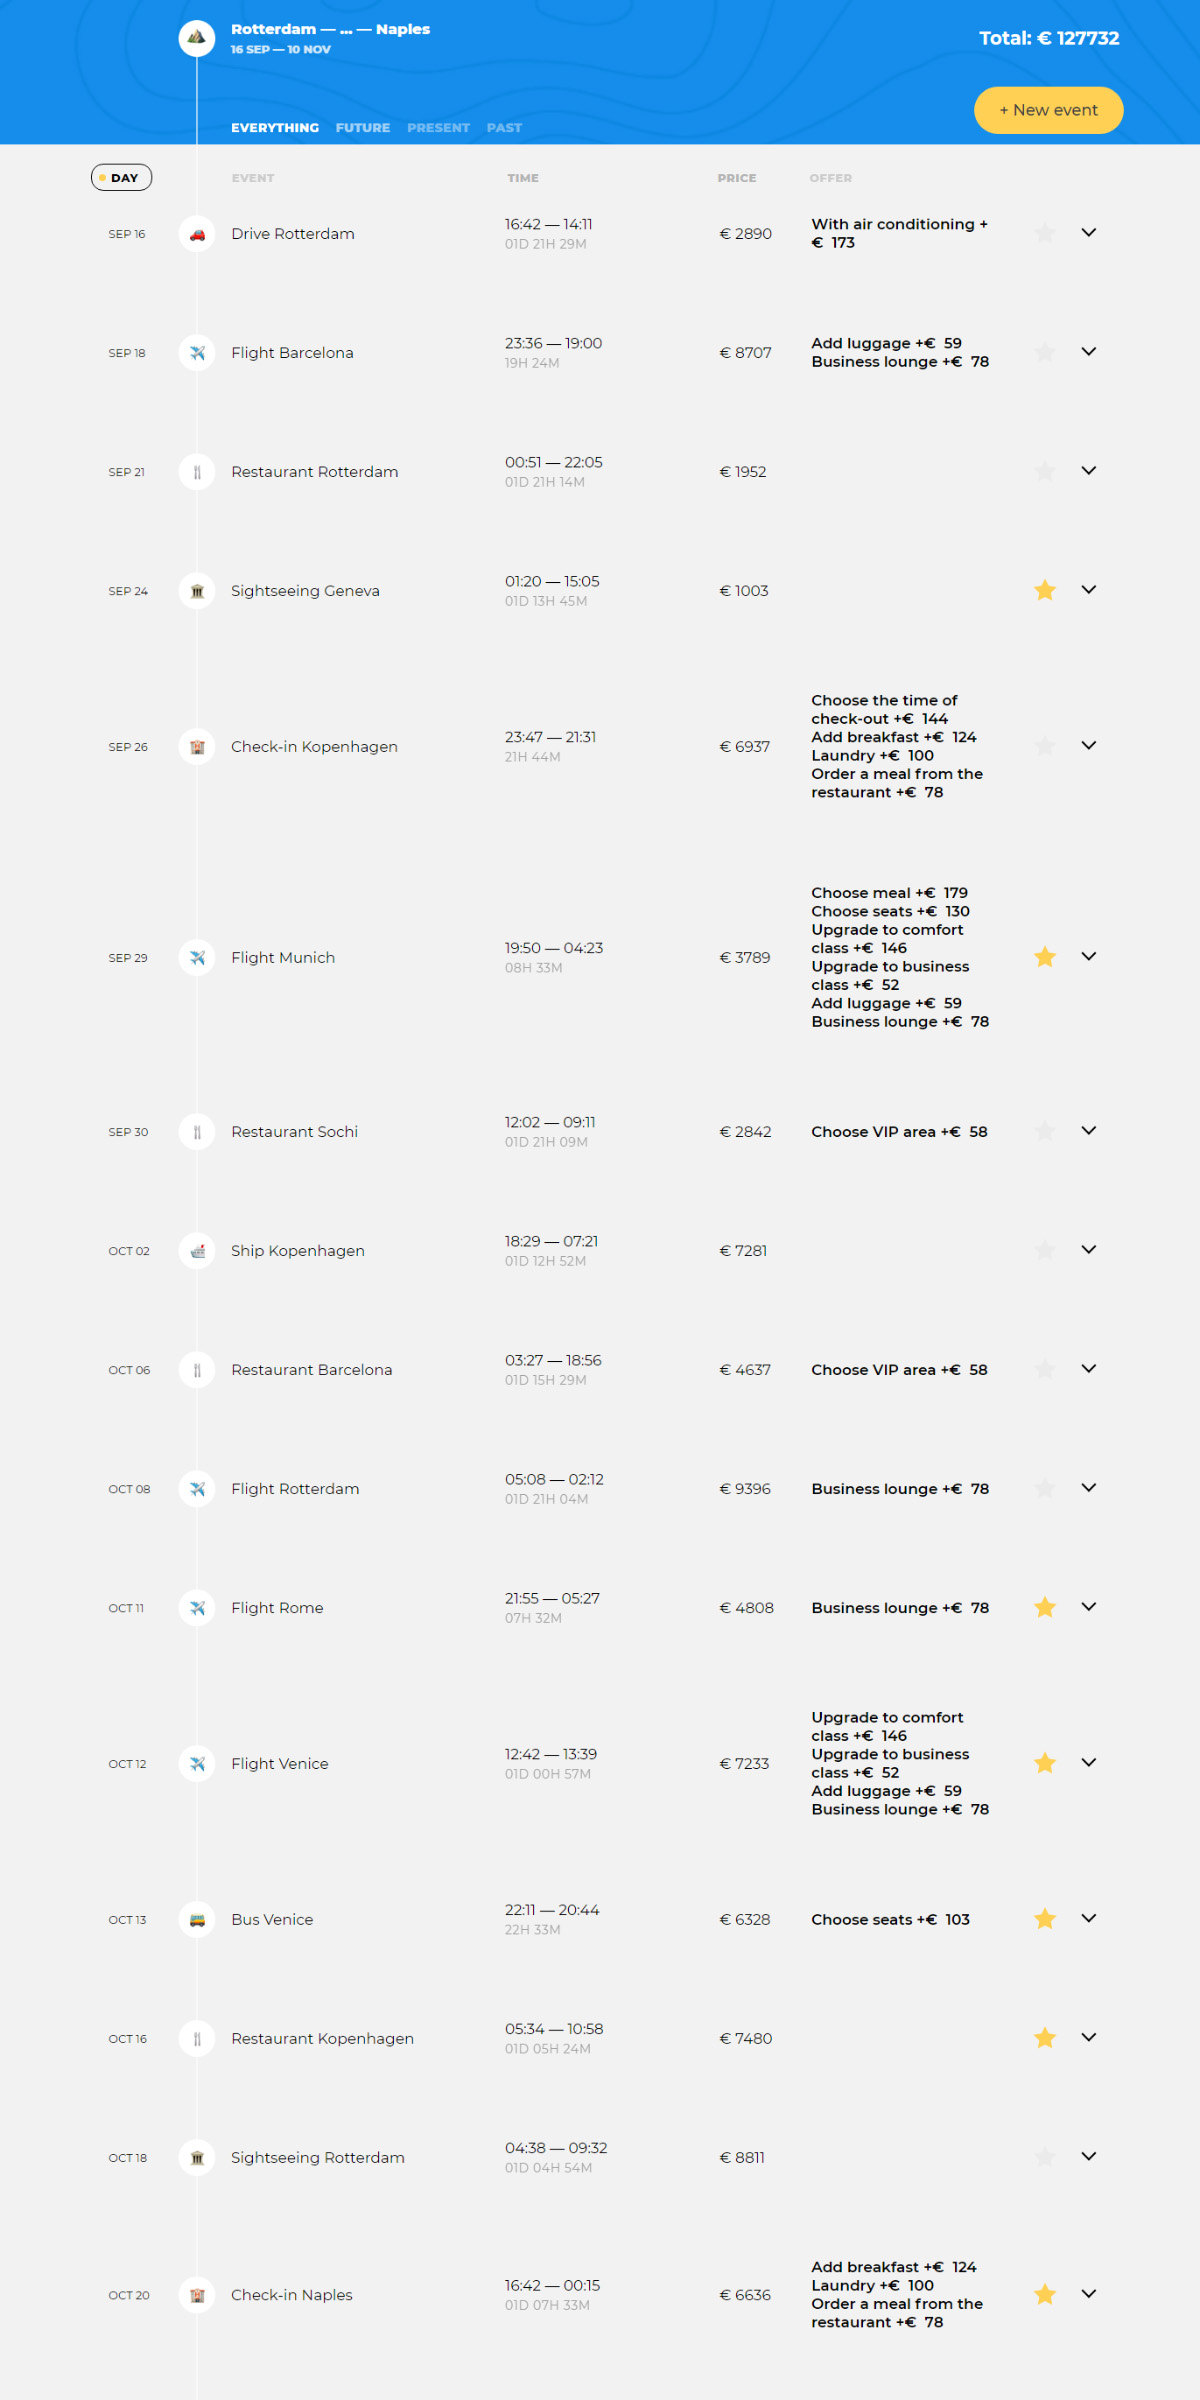 Rotterdam — ... — Naples
16 SEP — 10 NOV
Total: € 127732
+ New event
EVERYTHING FUTURE PRESENT PAST
DAY EVENT TIME PRICE OFFER
SEP 16 Drive Rotterdam 16:42 — 14:11 € 2890 With air conditioning +
01D 21H 29M € 173
SEP 18 Flight Barcelona 23:36 — 19:00 € 8707 Add luggage +€ 59
19H 24M Business lounge +€ 78
SEP 21 Restaurant Rotterdam 00:51 — 22:05 € 1952
01D 21H 14M
SEP 24 Sightseeing Geneva 01:20 — 15:05 € 1003
01D 13H 45M
SEP 26 Check-in Kopenhagen 23:47 — 21:31 € 6937
21H 44M
Choose the time of
check-out +€ 144
Add breakfast +€ 124
Laundry +€ 100
Order a meal from the
restaurant +€ 78
SEP 29 Flight Munich 19:50 — 04:23 € 3789
08H 33M
Choose meal +€ 179
Choose seats +€ 130
Upgrade to comfort
class +€ 146
Upgrade to business
class +€ 52
Add luggage +€ 59
Business lounge +€ 78
SEP 30 Restaurant Sochi 12:02 — 09:11 € 2842 Choose VIP area +€ 58
01D 21H 09M
OCT 02 Ship Kopenhagen 18:29 — 07:21 € 7281
01D 12H 52M
OCT 06 Restaurant Barcelona 03:27 — 18:56 € 4637 Choose VIP area +€ 58
01D 15H 29M
OCT 08 Flight Rotterdam 05:08 — 02:12 € 9396 Business lounge +€ 78
01D 21H 04M
OCT 11 Flight Rome 21:55 — 05:27 € 4808 Business lounge +€ 78
07H 32M
OCT 12 Flight Venice 12:42 — 13:39 € 7233
01D 00H 57M
Upgrade to comfort
class +€ 146
Upgrade to business
class +€ 52
Add luggage +€ 59
Business lounge +€ 78
OCT 13 Bus Venice 22:11 — 20:44 € 6328 Choose seats +€ 103
22H 33M
OCT 16 Restaurant Kopenhagen 05:34 — 10:58 € 7480
01D 05H 24M
OCT 18 Sightseeing Rotterdam 04:38 — 09:32 € 8811
01D 04H 54M
OCT 20 Check-in Naples 16:42 — 00:15 € 6636
01D 07H 33M
Add breakfast +€ 124
Laundry +€ 100
Order a meal from the
restaurant +€ 78